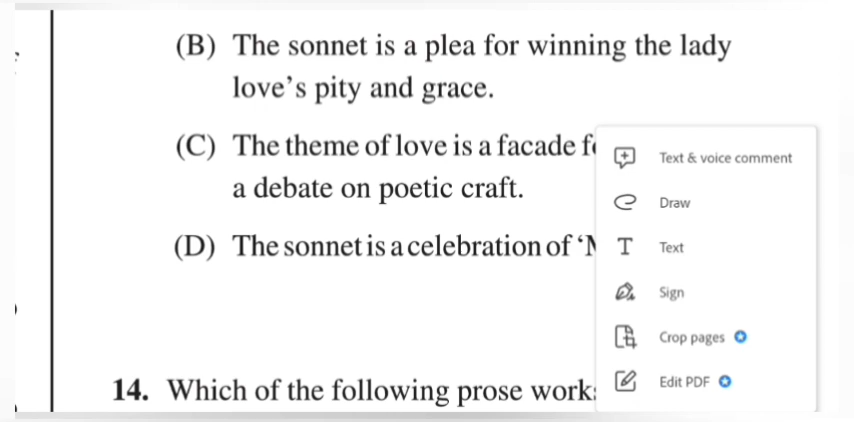 (B) The sonnet is a plea for winning the lady
love’s pity and grace.
(C) The theme of love is a facade
a debate on poetic craft.
(D) The sonnet is a celebration of
14. Which of the following prose
Text & voice comment
Draw
T Text
Sign
Crop pages
Edit PDF